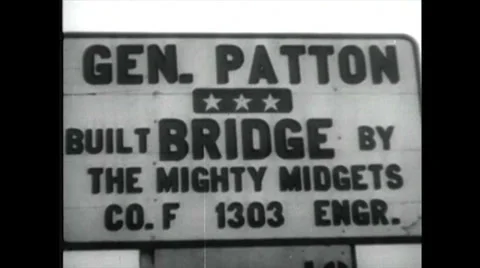 GEN. PATTON
BUILT BRIDGE BY
THE MIGHTY MIDGETS
CO. F 1303 ENGR.